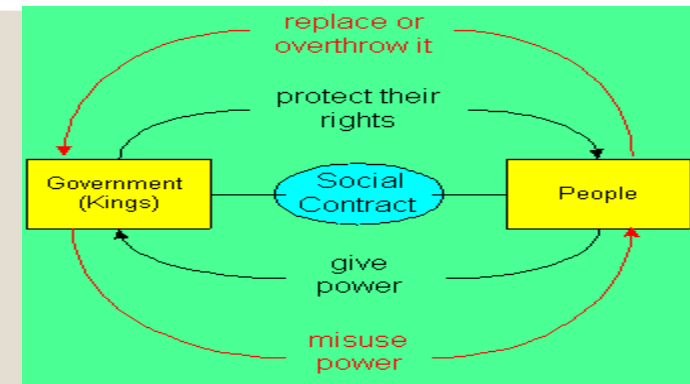 replace or
overthrow it
protect their
rights
Government
(Kings)
Social
Contract
People
give
power
misuse
power